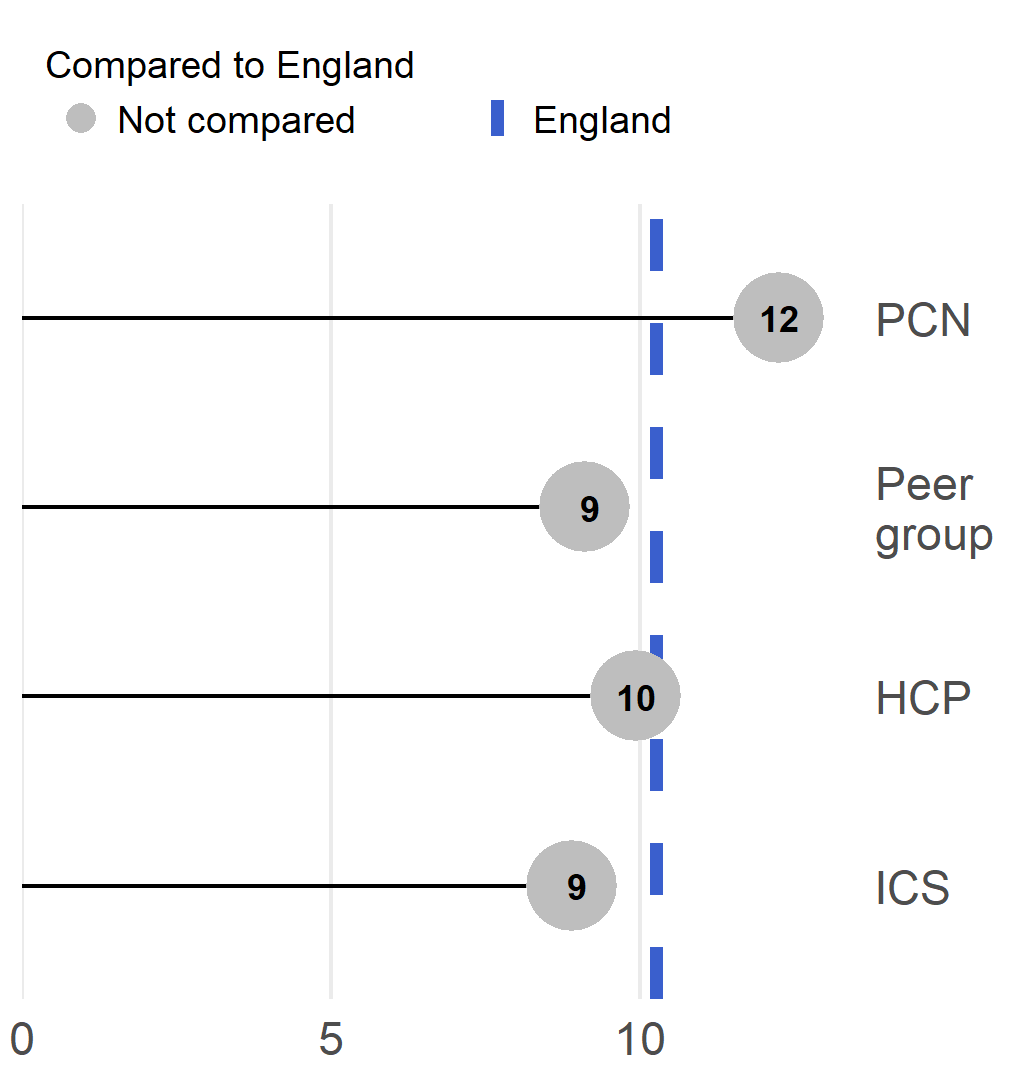 Compared to England
Not compared England
12 PCN
9 Peer
group
10 HCP
9 ICS
0 5 10